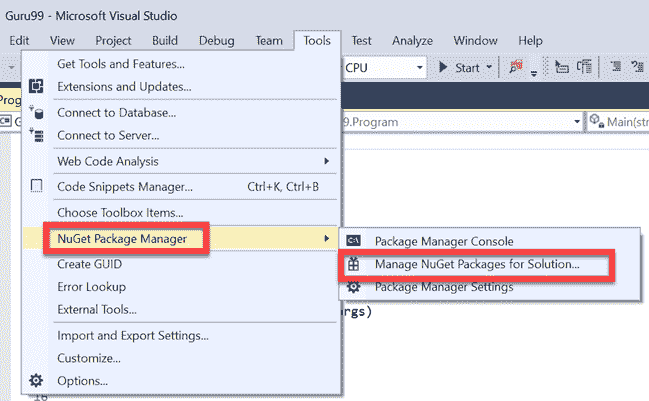 Guru99 - Microsoft Visual Studio
Edit View Project Build Debug Team Tools Test Analyze Window Help
Get Tools and Features...
CPU Start
Extensions and Updates...
Connect to Database...
9.Program Main(str
Connect to Server...
Web Code Analysis
Code Snippets Manager... Ctrl+K, Ctrl+B
Choose Toolbox Items...
NuGet Package Manager
Package Manager Console
Create GUID
Manage NuGet Packages for Solution...
Error Lookup
Package Manager Settings
External Tools...
args)
Import and Export Settings...
Customize...
Options...
16